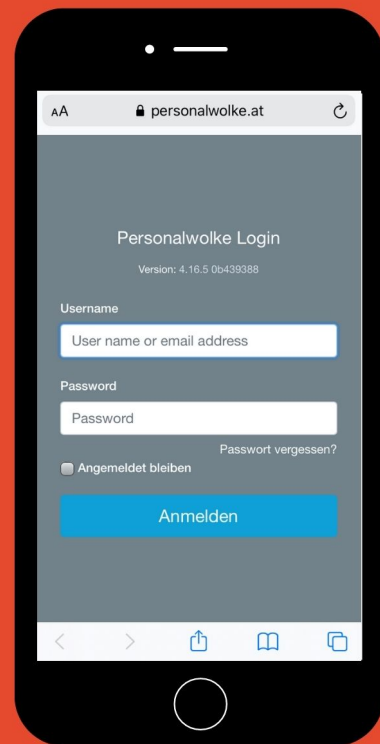 AA personalwolke.at
Personalwolke Login
Version: 4.16.5 0b439388
Username
User name or email address
Password
Password
Passwort vergessen?
Angemeldet bleiben
Anmelden